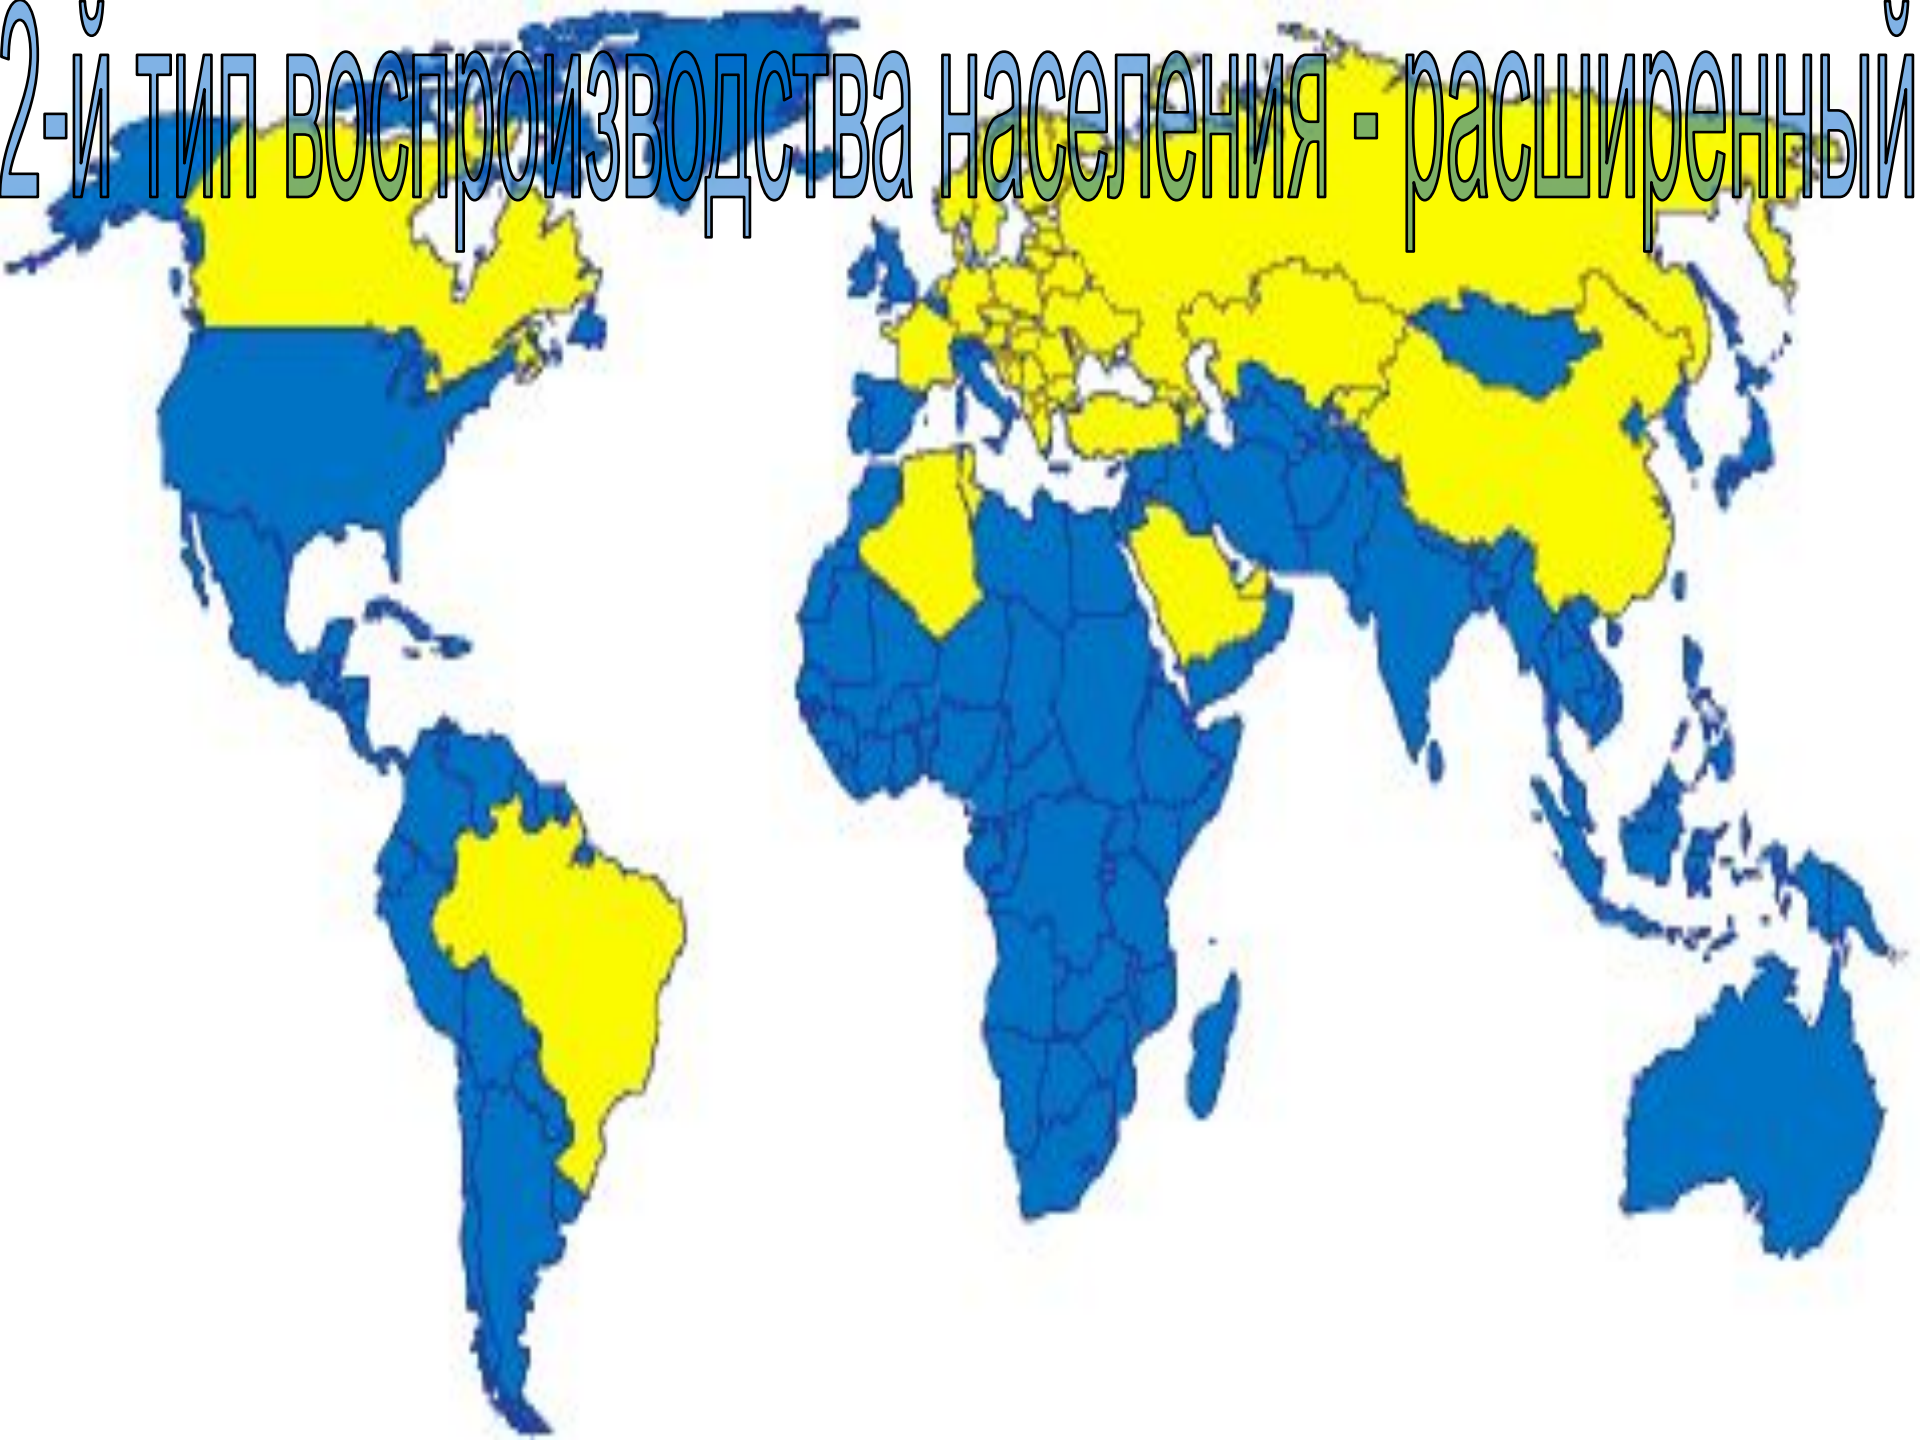 2-й тип воспроизводства населения - расширенный